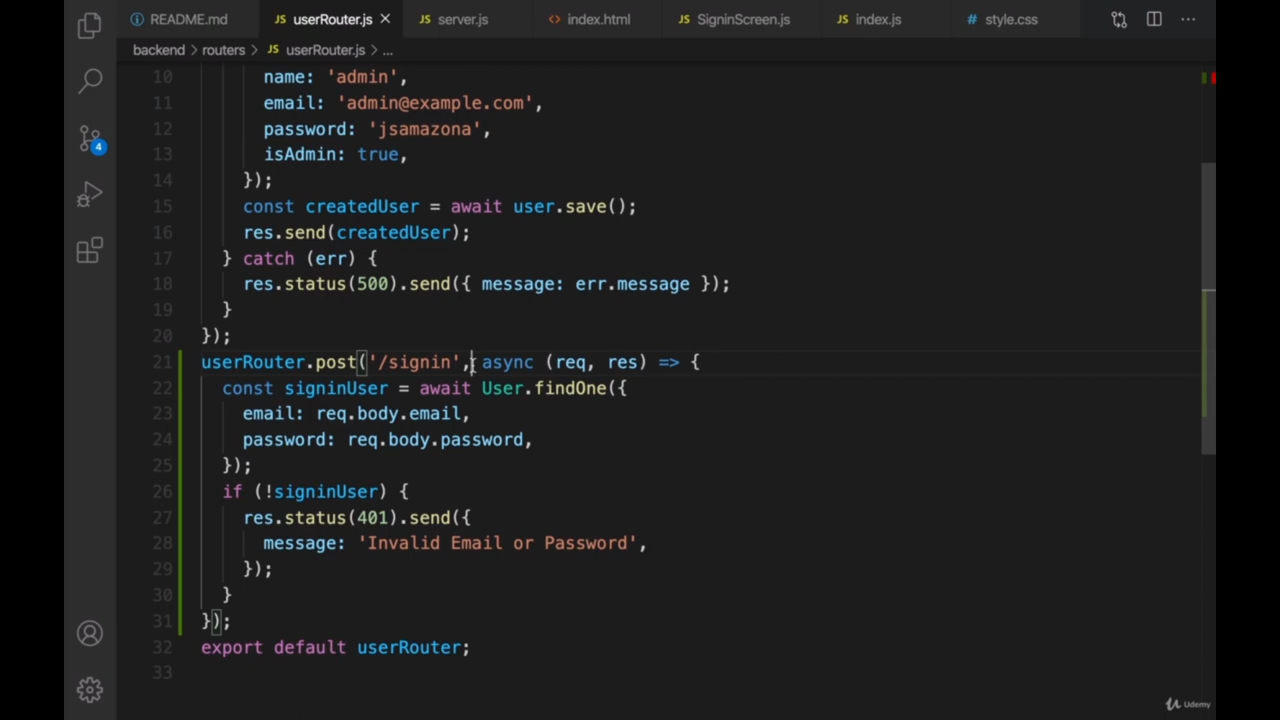 README.md JS userRouter.js JS server.js <> index.html JS SigninScreen.js JS index.js # style.css
backend > routers > JS userRouter.js > ...
10 name: 'admin',
11 email: 'admin@example.com',
12 password: 'jsamazona',
13 isAdmin: true,
14 });
15 const createdUser = await user.save();
16 res.send(createdUser);
17 } catch (err) {
18 res.status(500).send({ message: err.message });
19 }
20 });
21 userRouter.post('/signin', async (req, res) => {
22 const signinUser = await User.findOne({
23 email: req.body.email,
24 password: req.body.password,
25 });
26 if (!signinUser) {
27 res.status(401).send({
28 message: 'Invalid Email or Password',
29 });
30 }
31 });
32 export default userRouter;
33
4
Udemy